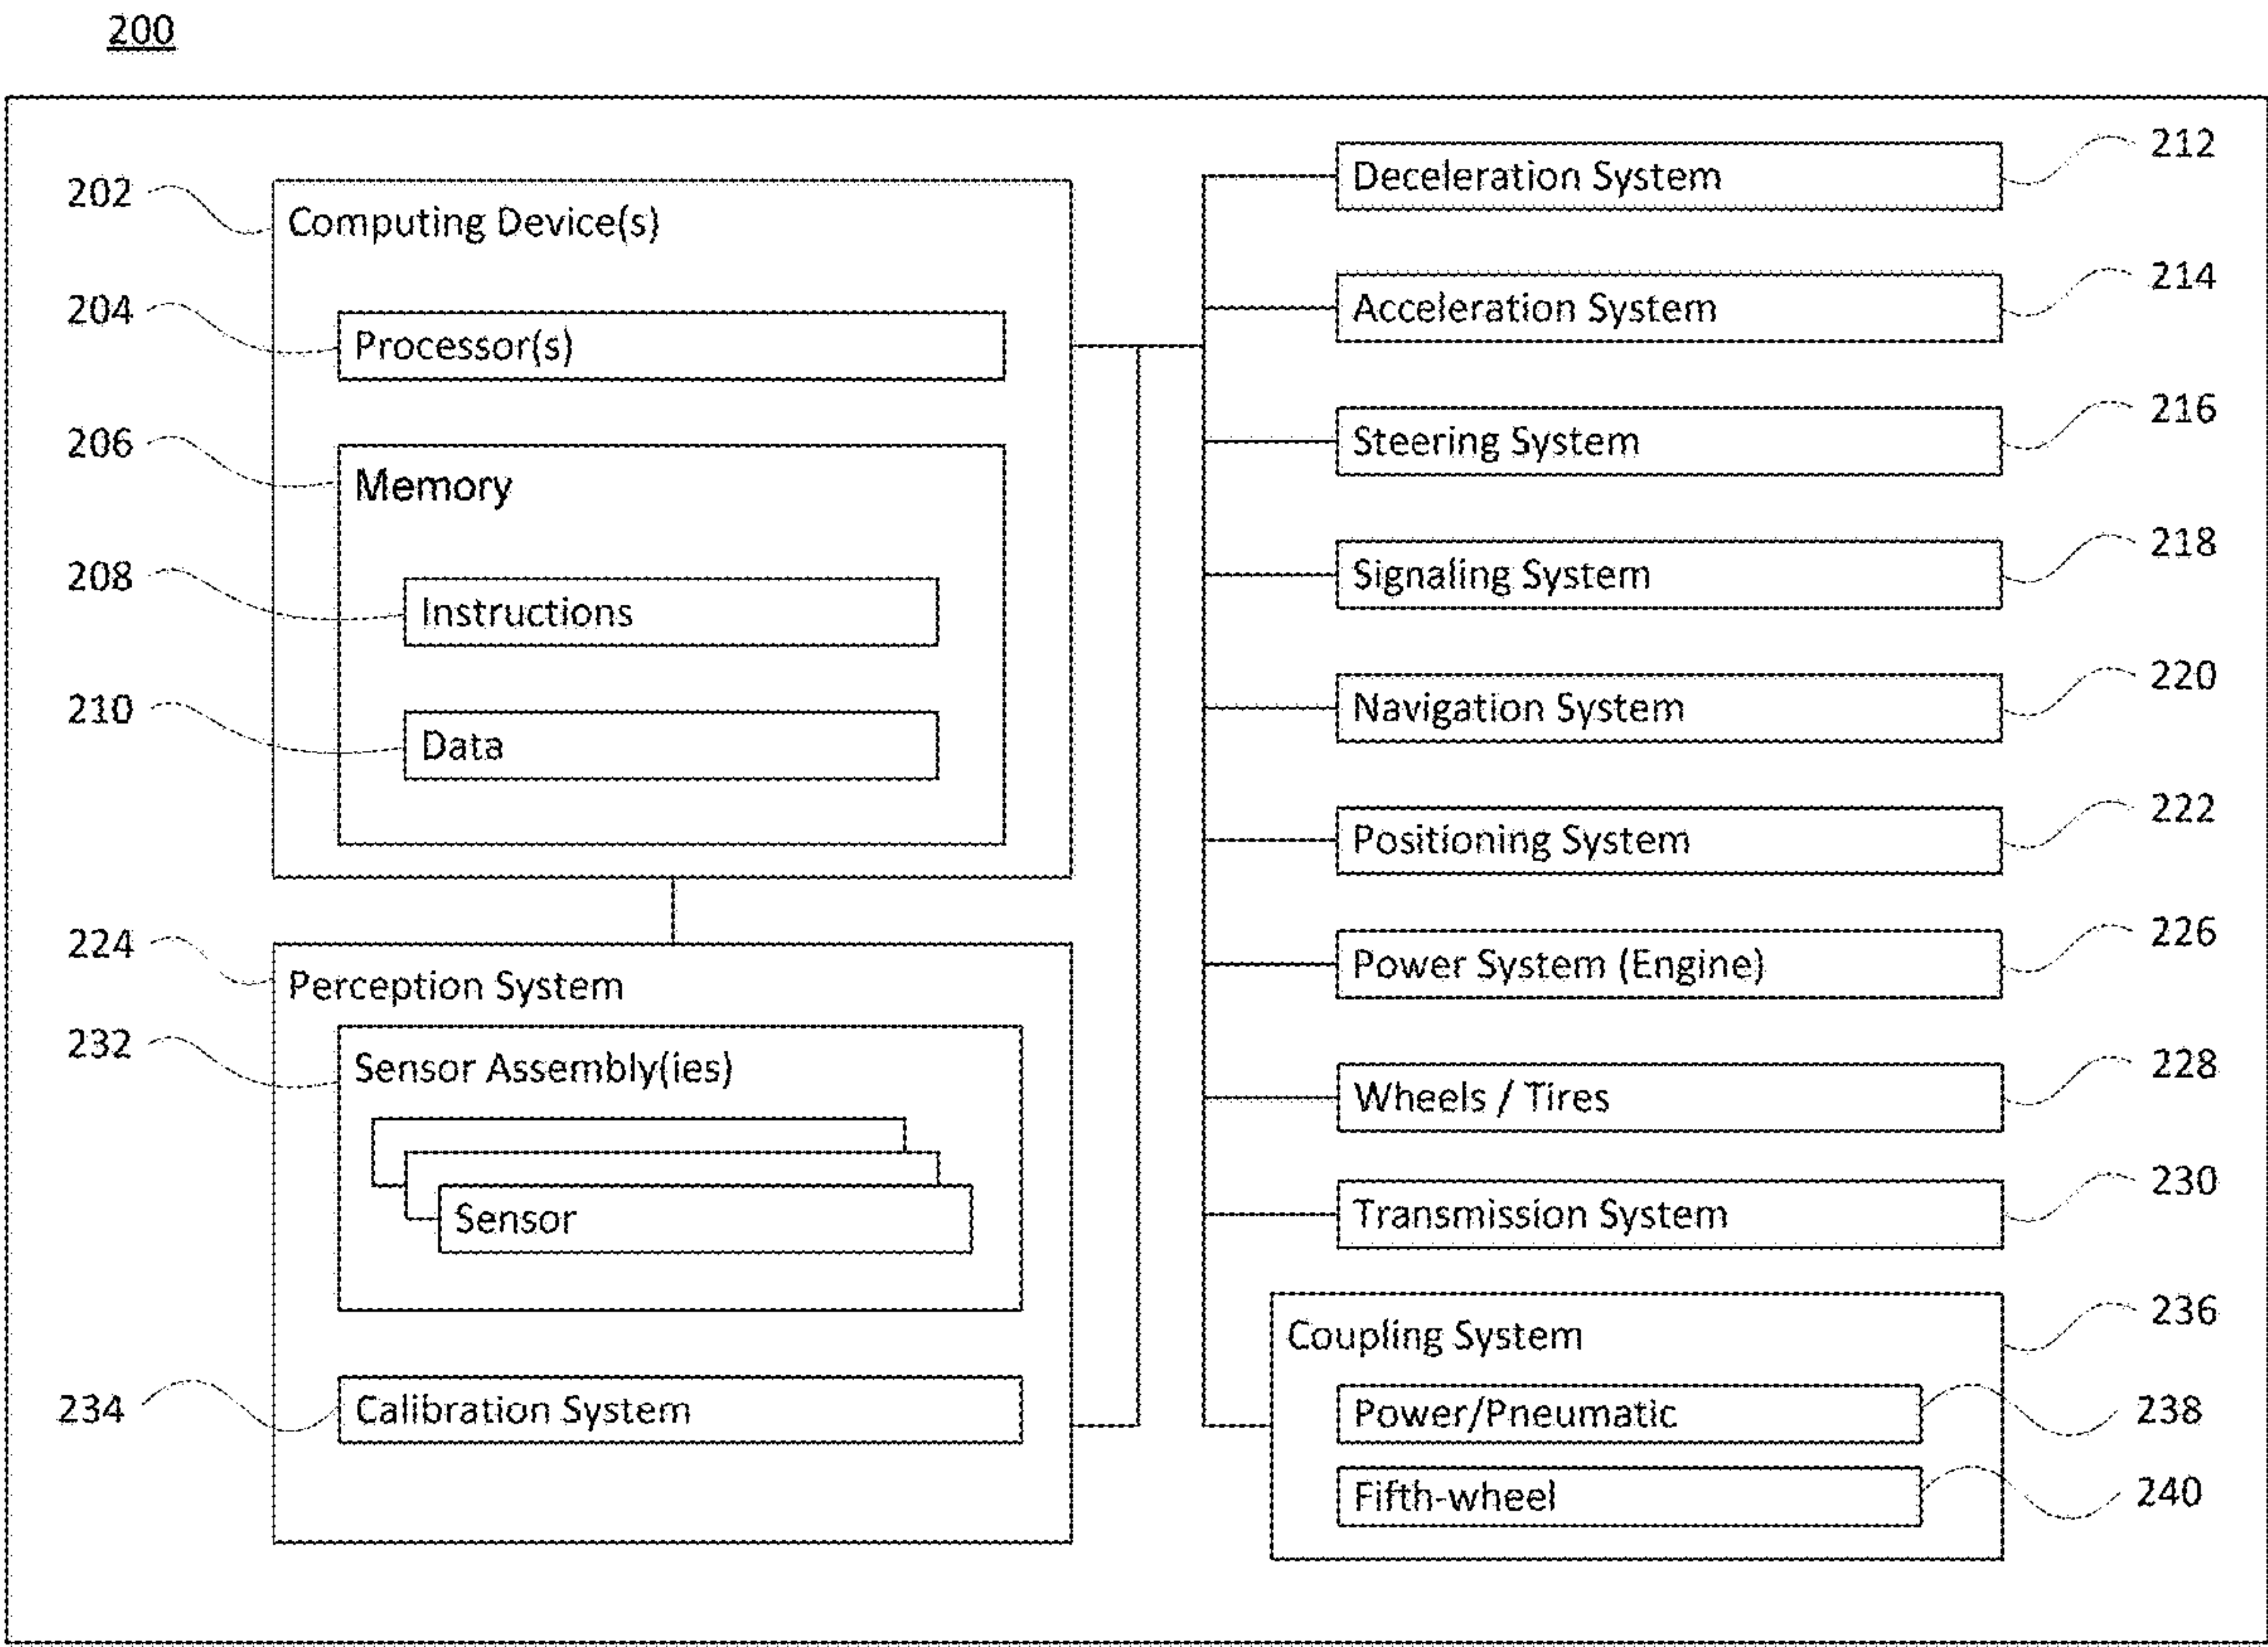 200
202
Computing Device(s)
204
Processor(s)
206
Memory
208
Instructions
210
Data
224
Perception System
232
Sensor Assembly(ies)
Sensor
234
Calibration System
Deceleration System
212
Acceleration System
214
Steering System
216
Signaling System
218
Navigation System
220
Positioning System
222
Power System (Engine)
226
Wheels / Tires
228
Transmission System
230
Coupling System
236
Power/Pneumatic
238
Fifth-wheel
240